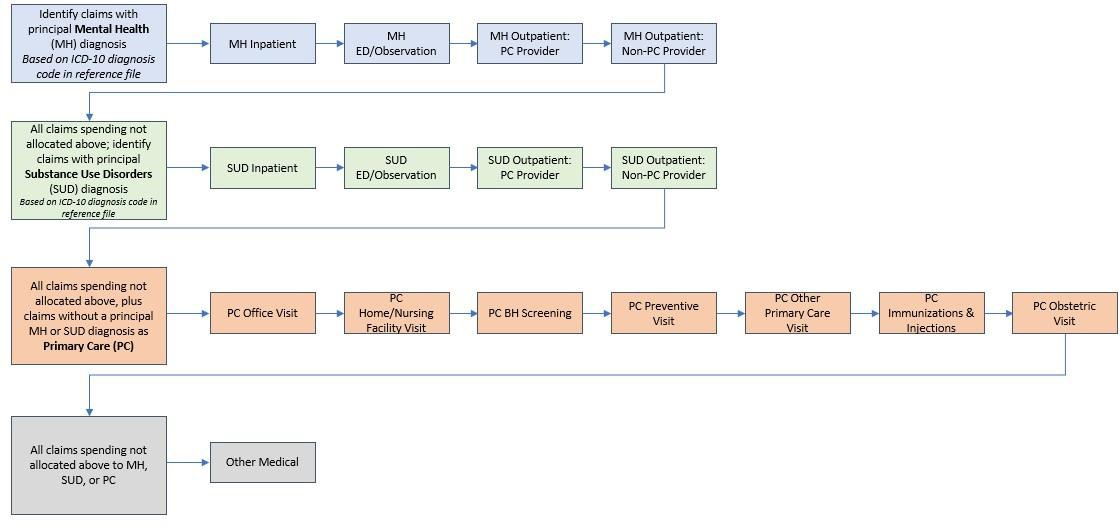 Identify claims with
principal Mental Health
(MH) diagnosis
Based on ICD-10 diagnosis
code in reference file
MH Inpatient
MH
ED/Observation
MH Outpatient:
PC Provider
MH Outpatient:
Non-PC Provider
All claims spending not
allocated above; identify
claims with principal
Substance Use Disorders
(SUD) diagnosis
Based on ICD-10 diagnosis code in
reference file
SUD Inpatient
SUD
ED/Observation
SUD Outpatient:
PC Provider
SUD Outpatient:
Non-PC Provider
All claims spending not
allocated above, plus
claims without a principal
MH or SUD diagnosis as
Primary Care (PC)
PC Office Visit
PC
Home/Nursing
Facility Visit
PC BH Screening
PC Preventive
Visit
PC Other
Primary Care
Visit
PC
Immunizations &
Injections
PC Obstetric
Visit
All claims spending not
allocated above to MH,
SUD, or PC
Other Medical